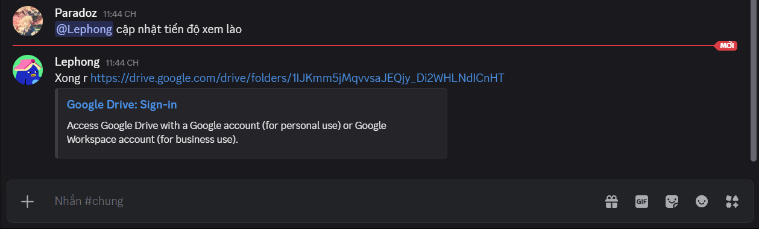 Paradoz 11:44 CH
@Lephong cập nhật tiến độ xem lào
MỚI
Lephong 11:44 CH
Xong r https://drive.google.com/drive/folders/1IJKmm5jMqvvsaJEQjy_Di2WHLNdlCnHT
Google Drive: Sign-in
Access Google Drive with a Google account (for personal use) or Google
Workspace account (for business use).
Nhắn #chung
GIF